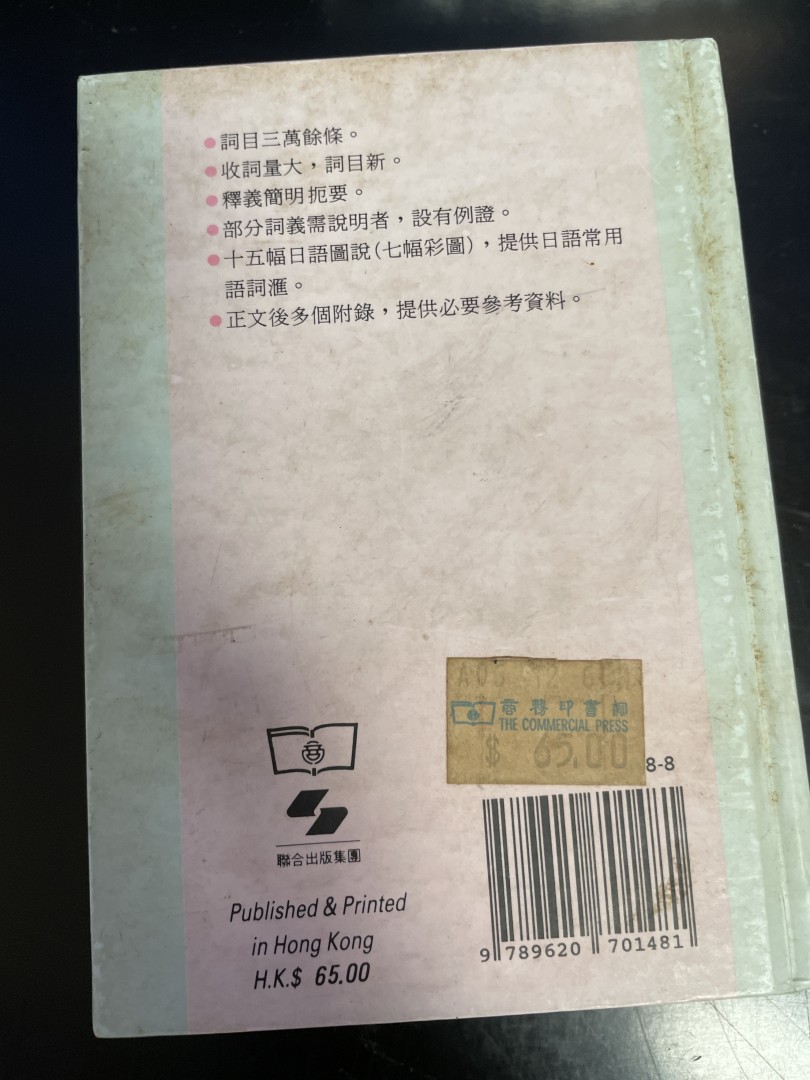 ●詞目三萬餘條。
●收詞量大，詞目新。
●釋義簡明扼要。
●部分詞義需說明者，設有例證。
●十五幅日語圖說(七幅彩圖)，提供日語常用
語詞滙。
●正文後多個附錄，提供必要參考資料。
商務印書館
THE COMMERCIAL PRESS
$ 65.00
8-8
商
聯合出版集團
Published & Printed
in Hong Kong
H.K.$ 65.00
9 789620 701481